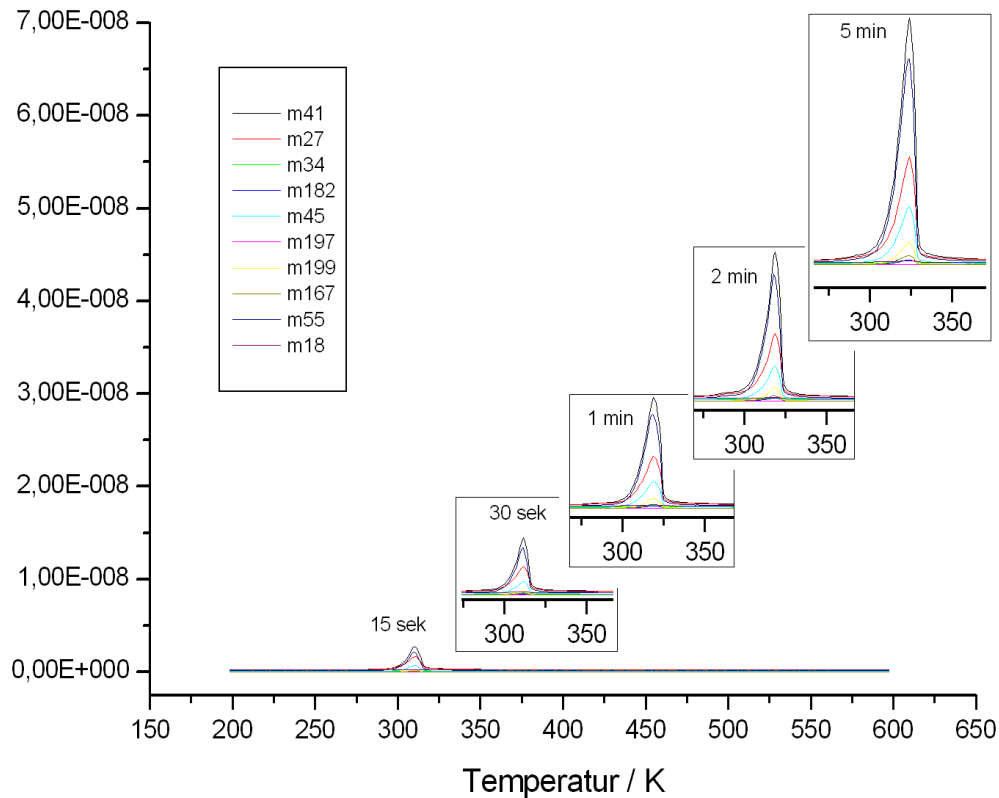 7,00E-008
6,00E-008
5,00E-008
4,00E-008
3,00E-008
2,00E-008
1,00E-008
0,00E+000
m41
m27
m34
m182
m45
m197
m199
m167
m55
m18
5 min
300 350
2 min
300 350
1 min
300 350
30 sek
300 350
15 sek
150 200 250 300 350 400 450 500 550 600 650
Temperatur / K